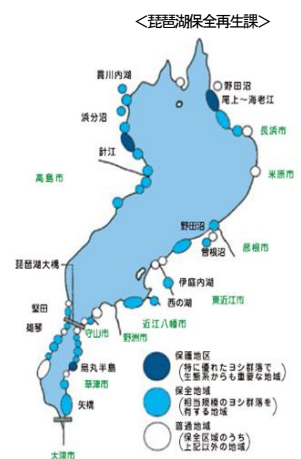 ＜琵琶湖保全再生課＞
貫川内湖
浜分沼
針江
高島市
野田沼
尾上～海老江
長浜市
米原市
野田沼
曽根沼
彦根市
伊庭内湖
東近江市
西の湖
近江八幡市
琵琶湖大橋
堅田
雄琴
守山市
野洲市
烏丸半島
草津市
矢橋
大津市
保護地区
（特に優れたヨシ群落で
生態系からも重要な地域）
保全地域
（相当規模のヨシ群落を
有する地域）
普通地域
（保全区域のうち
上記以外の地域）